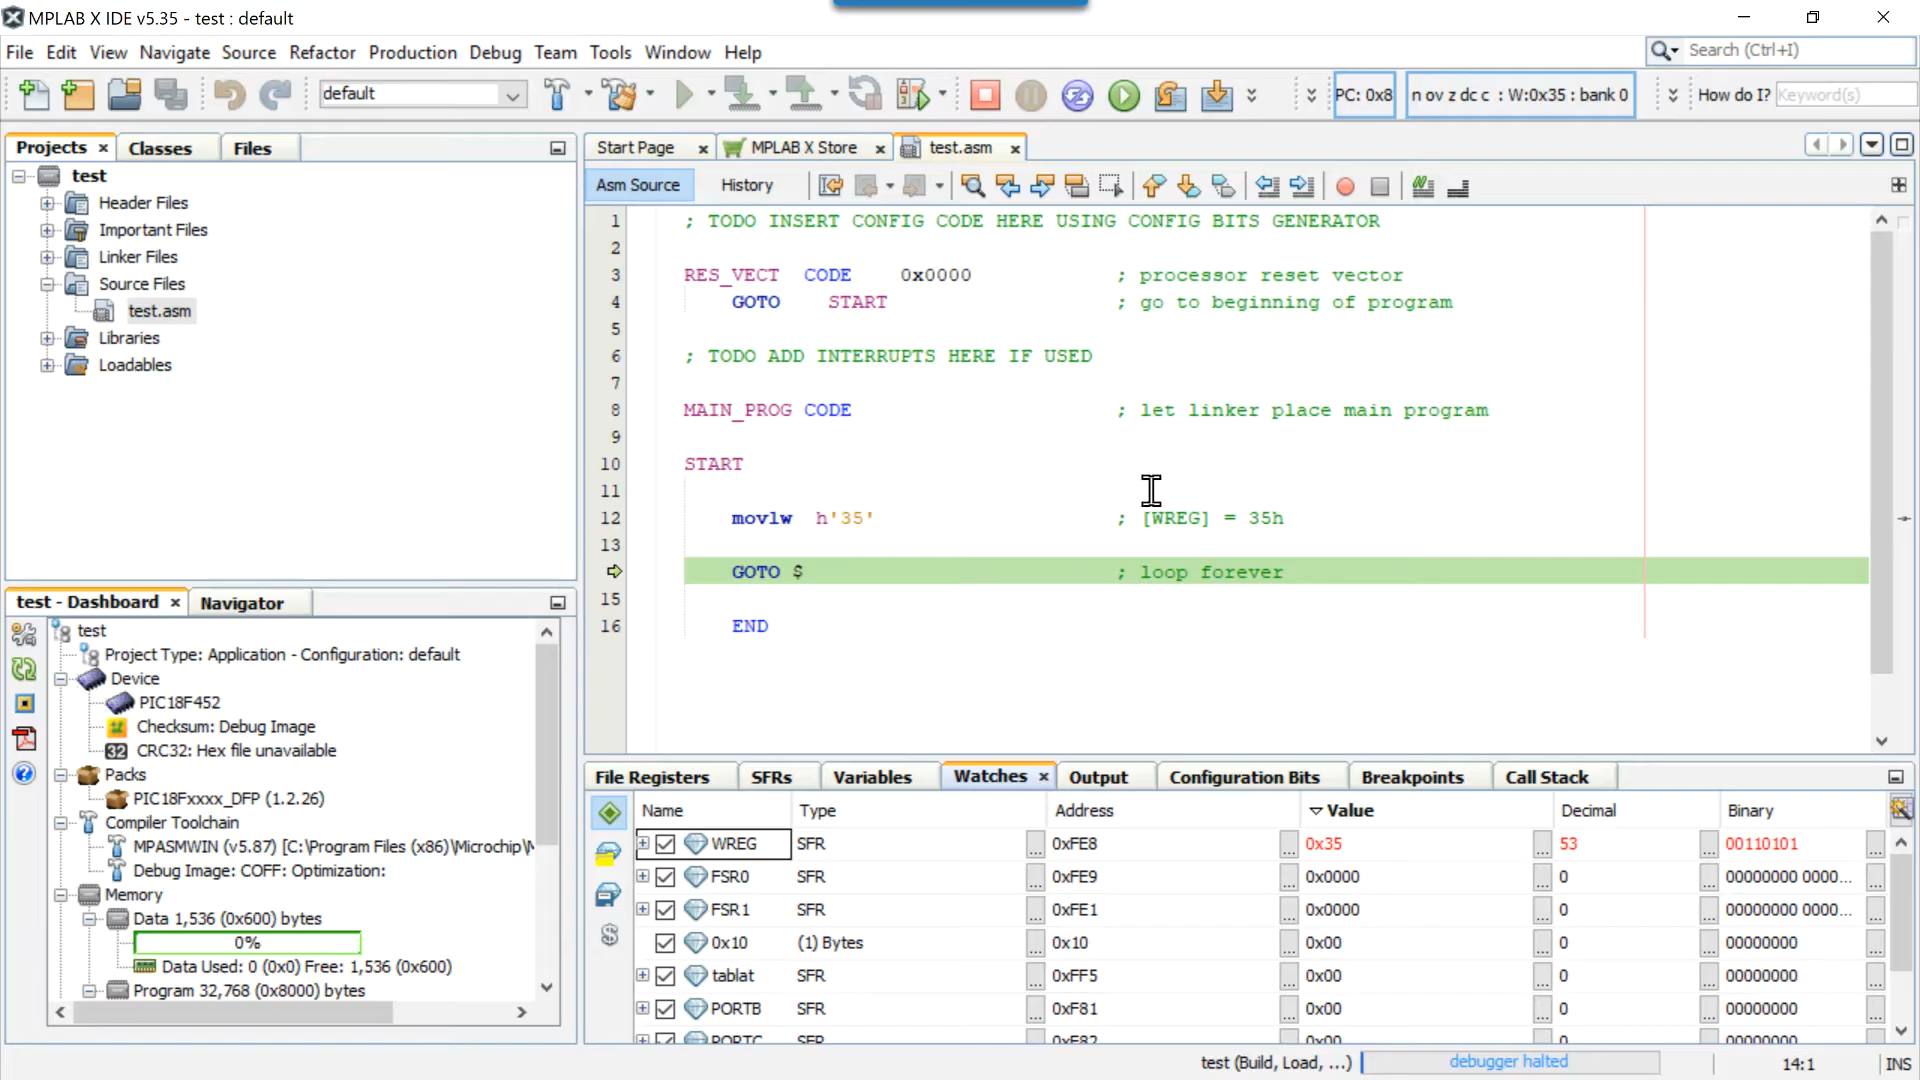 MPLAB X IDE v5.35 - test : default
File Edit View Navigate Source Refactor Production Debug Team Tools Window Help
Search (Ctrl+I)
default
PC: 0x8
n ov z dc c : W:0x35 : bank 0
How do I? Keyword(s)
Projects
Classes
Files
test
Header Files
Important Files
Linker Files
Source Files
test.asm
Libraries
Loadables
Start Page
MPLAB X Store
test.asm
Asm Source
History
1 ; TODO INSERT CONFIG CODE HERE USING CONFIG BITS GENERATOR
2
3 RES_VECT CODE 0x0000 ; processor reset vector
4 GOTO START ; go to beginning of program
5
6 ; TODO ADD INTERRUPTS HERE IF USED
7
8 MAIN_PROG CODE ; let linker place main program
9
10 START
11
12 movlw h'35' ; [WREG] = 35h
13
GOTO $ ; loop forever
15
16 END
test - Dashboard
Navigator
test
Project Type: Application - Configuration: default
Device
PIC18F452
Checksum: Debug Image
32 CRC32: Hex file unavailable
Packs
PIC18Fxxxx_DFP (1.2.26)
Compiler Toolchain
MPASMWIN (v5.87) [C:\Program Files (x86)\Microchip\
Debug Image: COFF: Optimization:
Memory
Data 1,536 (0x600) bytes
0%
Data Used: 0 (0x0) Free: 1,536 (0x600)
Program 32,768 (0x8000) bytes
File Registers
SFRs
Variables
Watches
Output
Configuration Bits
Breakpoints
Call Stack
Name Type Address Value Decimal Binary
WREG SFR ... 0xFE8 ... 0x35 ... 53 ... 00110101 ...
FSR0 SFR ... 0xFE9 ... 0x0000 ... 0 ... 00000000 0000... ...
FSR1 SFR ... 0xFE1 ... 0x0000 ... 0 ... 00000000 0000... ...
0x10 (1) Bytes ... 0x10 ... 0x00 ... 0 ... 00000000 ...
tablat SFR ... 0xFF5 ... 0x00 ... 0 ... 00000000 ...
PORTB SFR ... 0xF81 ... 0x00 ... 0 ... 00000000 ...
PORTC SFR ... 0xF82 ... 0x00 ... 0 ... 00000000 ...
test (Build, Load, ...)
debugger halted
14:1
INS